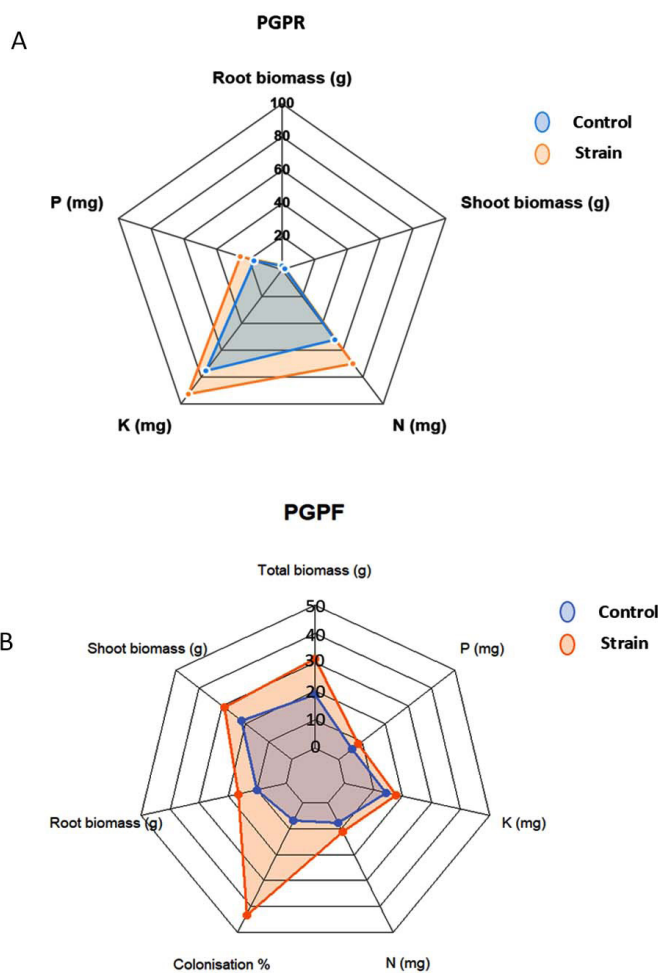 PGPR
A
Root biomass (g)
100
Control
80
Strain
60
P (mg)
Shoot biomass (g)
40
20
K (mg)
N (mg)
PGPF
Total biomass (g)
50
Control
B
Strain
40
Shoot biomass (g)
P (mg)
30
20
10
0
Root biomass (g)
K (mg)
Colonisation %
N (mg)